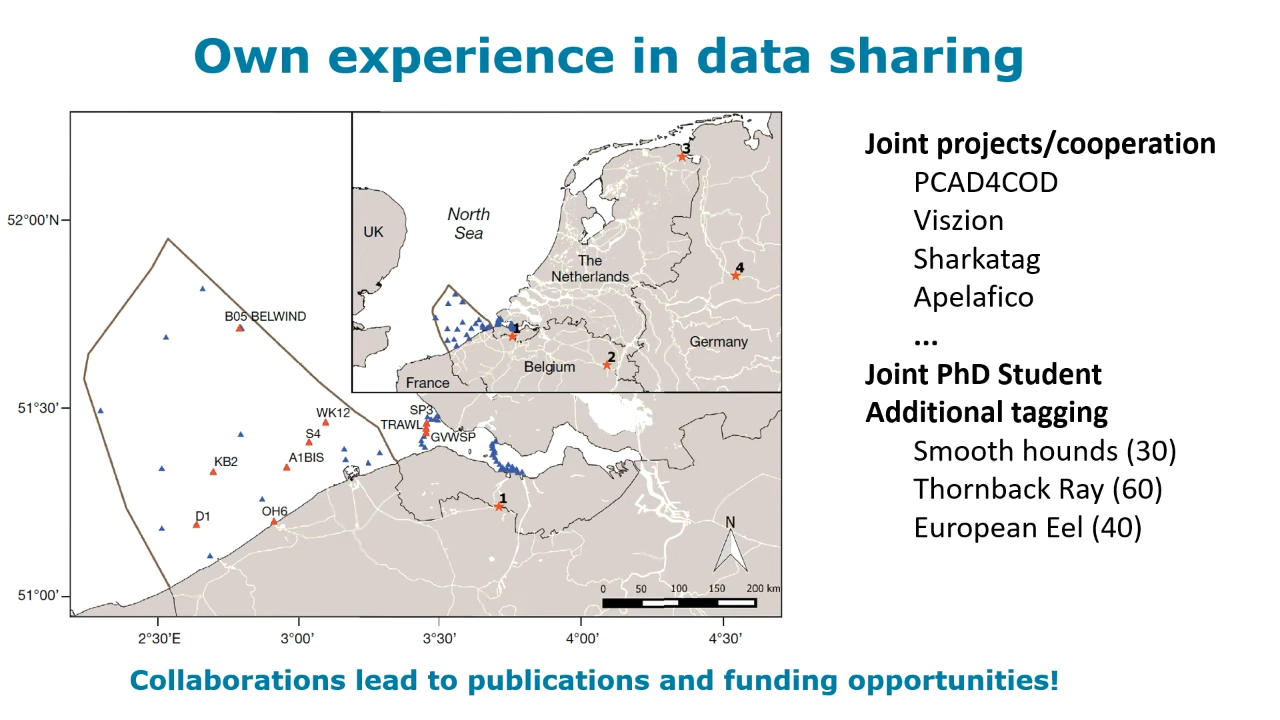 Own experience in data sharing
52°00’N
51°30’
51°00’
2°30’E
3°00’
3°30’
4°00’
4°30’
B05 BELWIND
WK12
S4
A1BIS
KB2
D1
OH6
SP3
TRAWL
GVWSP
1
UK
North
Sea
The
Netherlands
Germany
Belgium
France
3
4
1
2
N
0 50 100 150 200 km
Joint projects/cooperation
PCAD4COD
Viszion
Sharkatag
Apelafico
...
Joint PhD Student
Additional tagging
Smooth hounds (30)
Thornback Ray (60)
European Eel (40)
Collaborations lead to publications and funding opportunities!